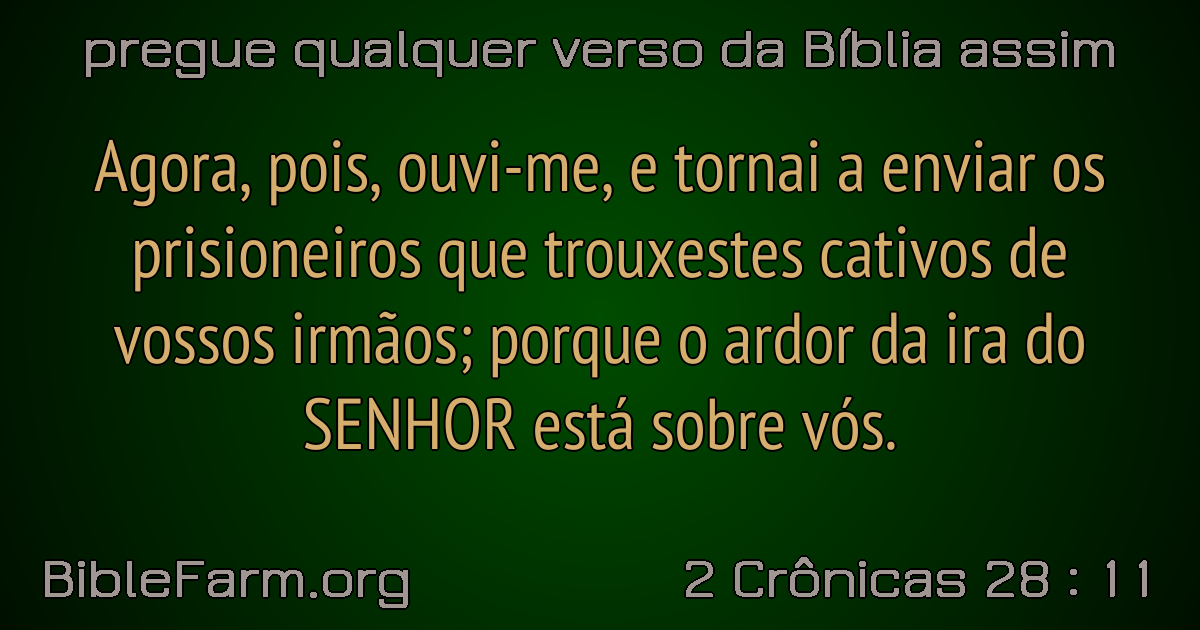 pregue qualquer verso da Bíblia assim
Agora, pois, ouvi-me, e tornai a enviar os
prisioneiros que trouxestes cativos de
vossos irmãos; porque o ardor da ira do
SENHOR está sobre vós.
BibleFarm.org
2 Crônicas 28 : 11